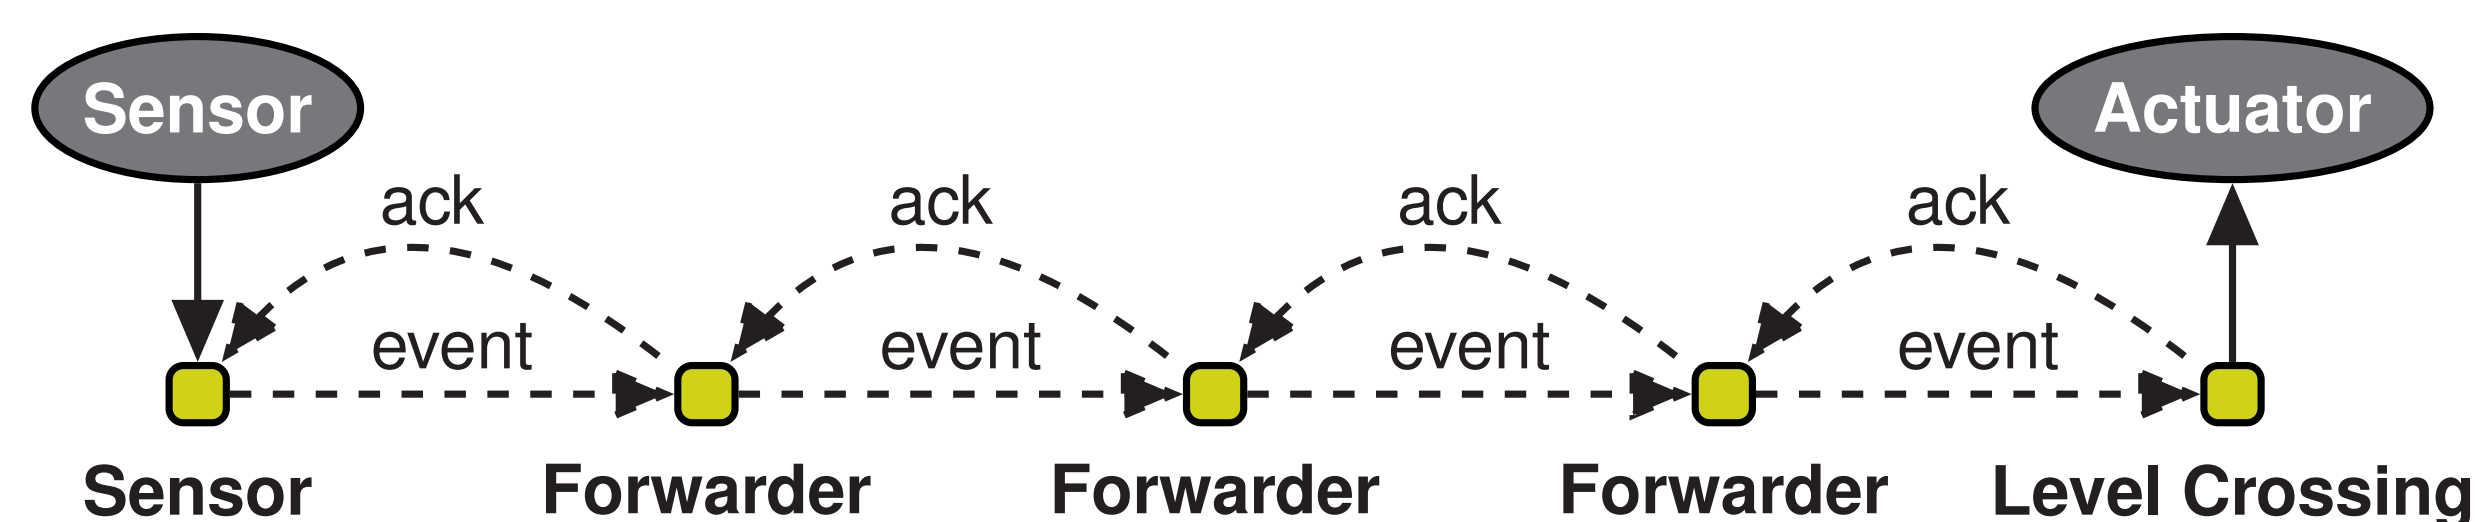 Sensor Actuator
ack ack ack ack
event event event event
Sensor Forwarder Forwarder Forwarder Level Crossing